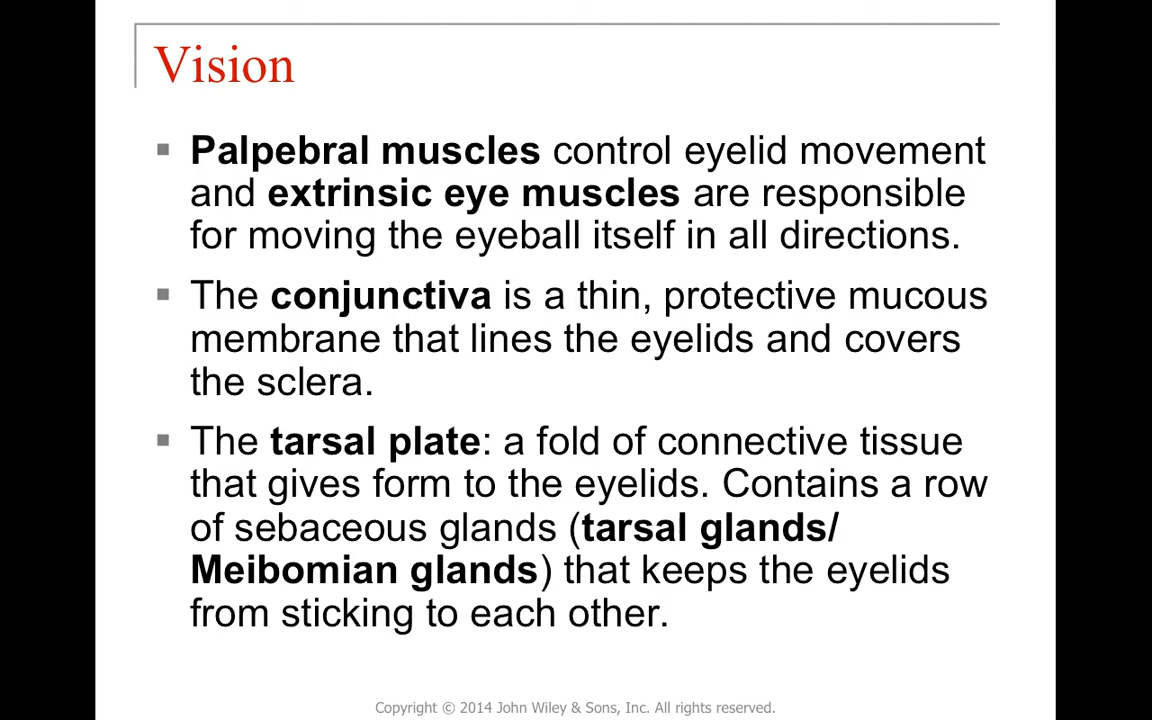 Vision
▪ Palpebral muscles control eyelid movement
and extrinsic eye muscles are responsible
for moving the eyeball itself in all directions.
▪ The conjunctiva is a thin, protective mucous
membrane that lines the eyelids and covers
the sclera.
▪ The tarsal plate: a fold of connective tissue
that gives form to the eyelids. Contains a row
of sebaceous glands (tarsal glands/
Meibomian glands) that keeps the eyelids
from sticking to each other.
Copyright © 2014 John Wiley & Sons, Inc. All rights reserved.